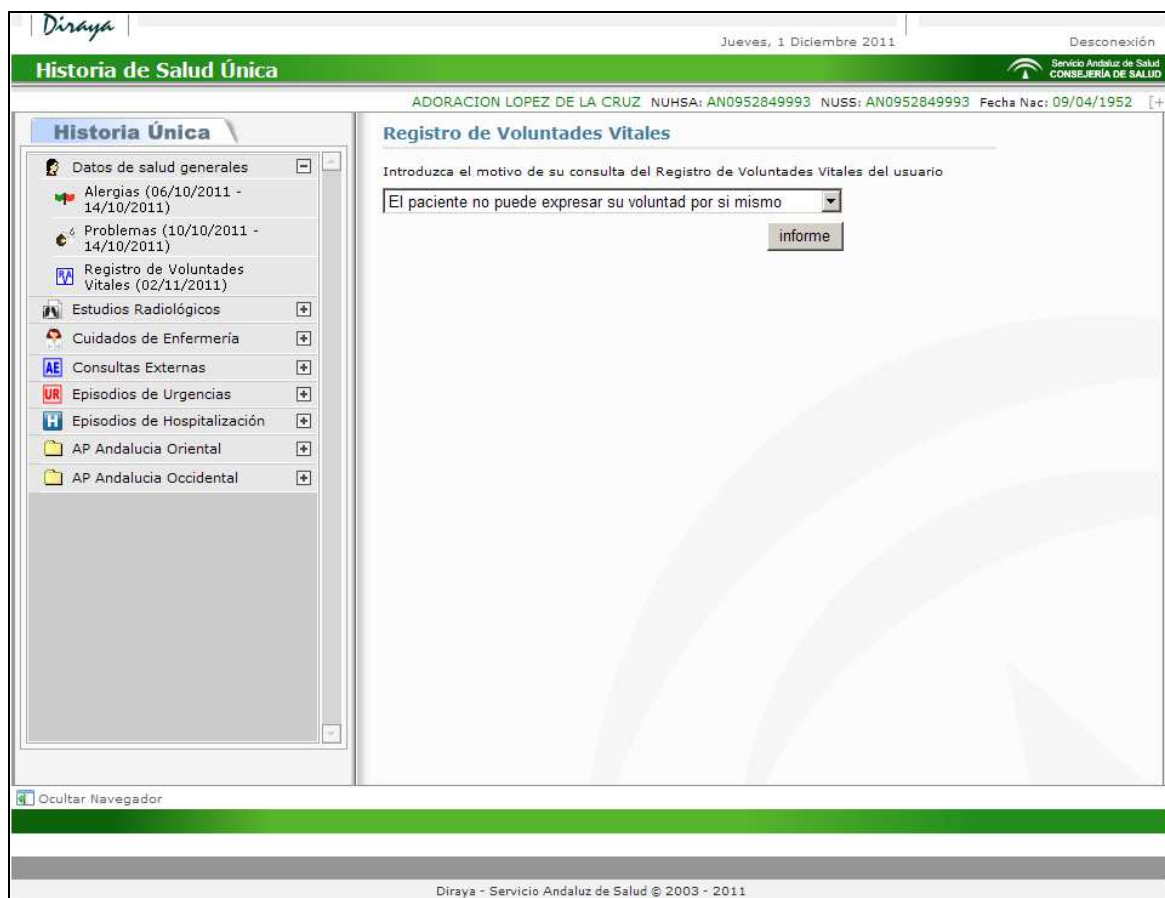 Diraya
Jueves, 1 Diciembre 2011
Desconexión
Historia de Salud Única
Servicio Andaluz de Salud
CONSEJERÍA DE SALUD
ADORACION LOPEZ DE LA CRUZ NUHSA: AN0952849993 NUSS: AN0952849993 Fecha Nac: 09/04/1952 [+
Historia Única
Datos de salud generales
Alergias (06/10/2011 -
14/10/2011)
Problemas (10/10/2011 -
14/10/2011)
RVA Registro de Voluntades
Vitales (02/11/2011)
Estudios Radiológicos
Cuidados de Enfermería
AE Consultas Externas
UR Episodios de Urgencias
H Episodios de Hospitalización
AP Andalucia Oriental
AP Andalucia Occidental
Registro de Voluntades Vitales
Introduzca el motivo de su consulta del Registro de Voluntades Vitales del usuario
El paciente no puede expresar su voluntad por si mismo
informe
Ocultar Navegador
Diraya - Servicio Andaluz de Salud © 2003 - 2011